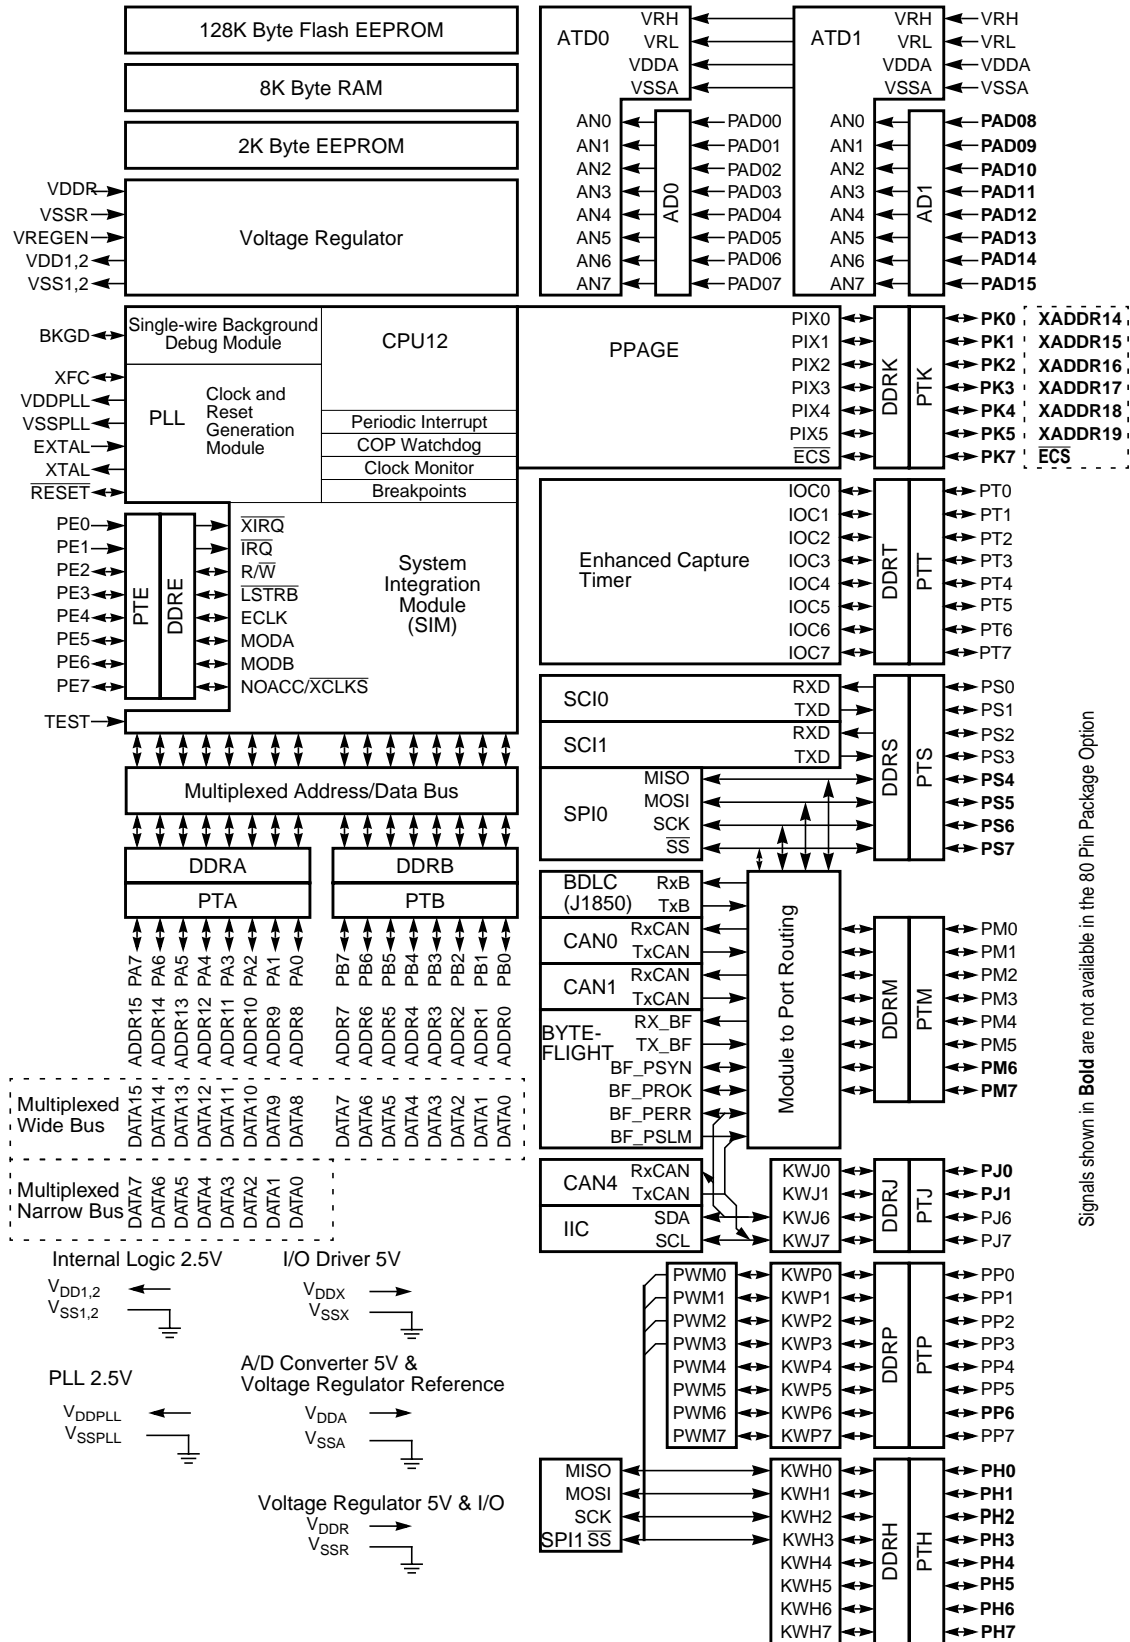 128K Byte Flash EEPROM
8K Byte RAM
2K Byte EEPROM
VDDR
VSSR
VREGEN
VDD1,2
VSS1,2
Voltage Regulator
ATD0
VRH
VRL
VDDA
VSSA
AN0
AN1
AN2
AN3
AN4
AN5
AN6
AN7
AD0
PAD00
PAD01
PAD02
PAD03
PAD04
PAD05
PAD06
PAD07
ATD1
VRH
VRL
VDDA
VSSA
VRH
VRL
VDDA
VSSA
AN0
AN1
AN2
AN3
AN4
AN5
AN6
AN7
AD1
PAD08
PAD09
PAD10
PAD11
PAD12
PAD13
PAD14
PAD15
BKGD
XFC
VDDPLL
VSSPLL
EXTAL
XTAL
RESET
Single-wire Background
Debug Module
CPU12
PLL
Clock and
Reset
Generation
Module
Periodic Interrupt
COP Watchdog
Clock Monitor
Breakpoints
PPAGE
PIX0
PIX1
PIX2
PIX3
PIX4
PIX5
ECS
DDRK
PTK
PK0
PK1
PK2
PK3
PK4
PK5
PK7
XADDR14
XADDR15
XADDR16
XADDR17
XADDR18
XADDR19
ECS
PE0
PE1
PE2
PE3
PE4
PE5
PE6
PE7
TEST
PTE
DDRE
XIRQ
IRQ
R/W
LSTRB
ECLK
MODA
MODB
NOACC/XCLKS
System
Integration
Module
(SIM)
Enhanced Capture
Timer
IOC0
IOC1
IOC2
IOC3
IOC4
IOC5
IOC6
IOC7
DDRT
PTT
PT0
PT1
PT2
PT3
PT4
PT5
PT6
PT7
SCI0
RXD
TXD
SCI1
RXD
TXD
SPI0
MISO
MOSI
SCK
SS
DDRS
PTS
PS0
PS1
PS2
PS3
PS4
PS5
PS6
PS7
Multiplexed Address/Data Bus
DDRA
DDRB
PTA
PTB
PA7
PA6
PA5
PA4
PA3
PA2
PA1
PA0
PB7
PB6
PB5
PB4
PB3
PB2
PB1
PB0
ADDR15
ADDR14
ADDR13
ADDR12
ADDR11
ADDR10
ADDR9
ADDR8
ADDR7
ADDR6
ADDR5
ADDR4
ADDR3
ADDR2
ADDR1
ADDR0
Multiplexed
Wide Bus
DATA15
DATA14
DATA13
DATA12
DATA11
DATA10
DATA9
DATA8
DATA7
DATA6
DATA5
DATA4
DATA3
DATA2
DATA1
DATA0
Multiplexed
Narrow Bus
DATA7
DATA6
DATA5
DATA4
DATA3
DATA2
DATA1
DATA0
BDLC
(J1850)
RxB
TxB
CAN0
RxCAN
TxCAN
CAN1
RxCAN
TxCAN
BYTE-
FLIGHT
RX_BF
TX_BF
BF_PSYN
BF_PROK
BF_PERR
BF_PSLM
Module to Port Routing
DDRM
PTM
PM0
PM1
PM2
PM3
PM4
PM5
PM6
PM7
CAN4
RxCAN
TxCAN
IIC
SDA
SCL
KWJ0
KWJ1
KWJ6
KWJ7
DDRJ
PTJ
PJ0
PJ1
PJ6
PJ7
PWM0
PWM1
PWM2
PWM3
PWM4
PWM5
PWM6
PWM7
KWP0
KWP1
KWP2
KWP3
KWP4
KWP5
KWP6
KWP7
DDRP
PTP
PP0
PP1
PP2
PP3
PP4
PP5
PP6
PP7
MISO
MOSI
SCK
SPI1 SS
KWH0
KWH1
KWH2
KWH3
KWH4
KWH5
KWH6
KWH7
DDRH
PTH
PH0
PH1
PH2
PH3
PH4
PH5
PH6
PH7
Internal Logic 2.5V
VDD1,2
VSS1,2
I/O Driver 5V
VDDX
VSSX
PLL 2.5V
VDDPLL
VSSPLL
A/D Converter 5V &
Voltage Regulator Reference
VDDA
VSSA
Voltage Regulator 5V & I/O
VDDR
VSSR
Signals shown in Bold are not available in the 80 Pin Package Option